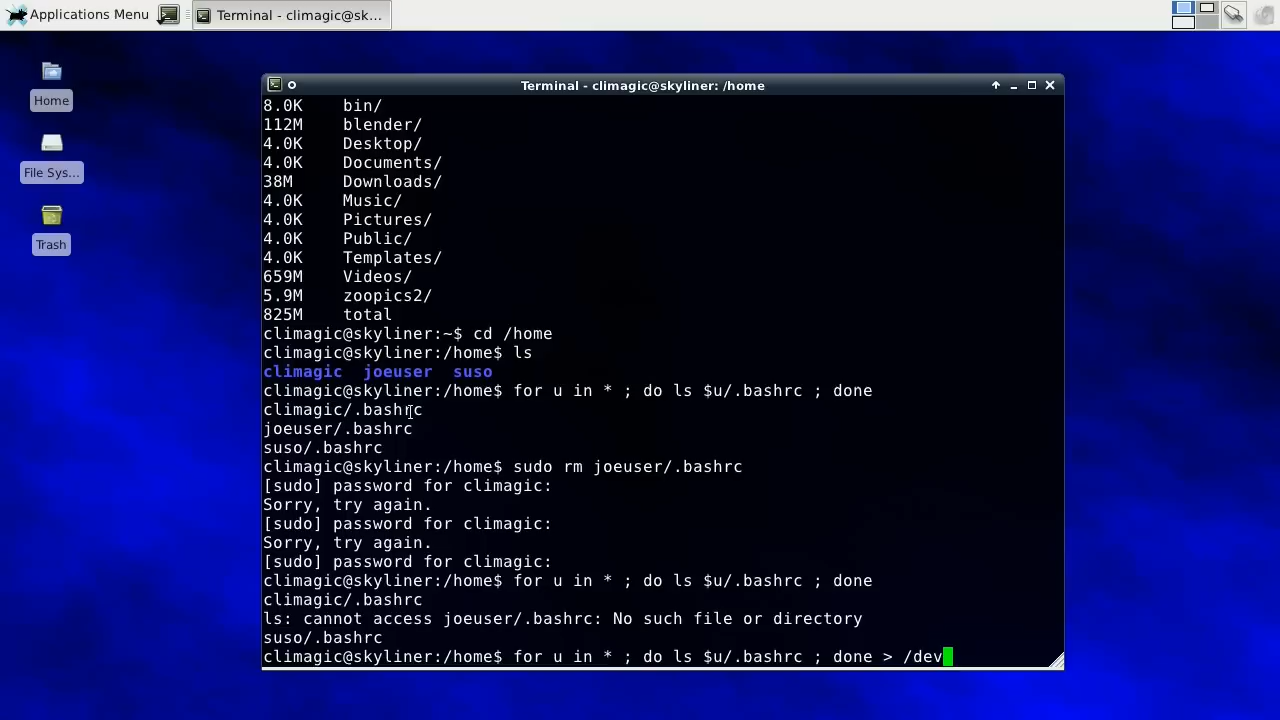 Applications Menu
Terminal - climagic@sk...
Home
File Sys...
Trash
Terminal - climagic@skyliner: /home
8.0K bin/
112M blender/
4.0K Desktop/
4.0K Documents/
38M Downloads/
4.0K Music/
4.0K Pictures/
4.0K Public/
4.0K Templates/
659M Videos/
5.9M zoopics2/
825M total
climagic@skyliner:~$ cd /home
climagic@skyliner:/home$ ls
climagic joeuser suso
climagic@skyliner:/home$ for u in * ; do ls $u/.bashrc ; done
climagic/.bashrc
joeuser/.bashrc
suso/.bashrc
climagic@skyliner:/home$ sudo rm joeuser/.bashrc
[sudo] password for climagic:
Sorry, try again.
[sudo] password for climagic:
Sorry, try again.
[sudo] password for climagic:
climagic@skyliner:/home$ for u in * ; do ls $u/.bashrc ; done
climagic/.bashrc
ls: cannot access joeuser/.bashrc: No such file or directory
suso/.bashrc
climagic@skyliner:/home$ for u in * ; do ls $u/.bashrc ; done > /dev